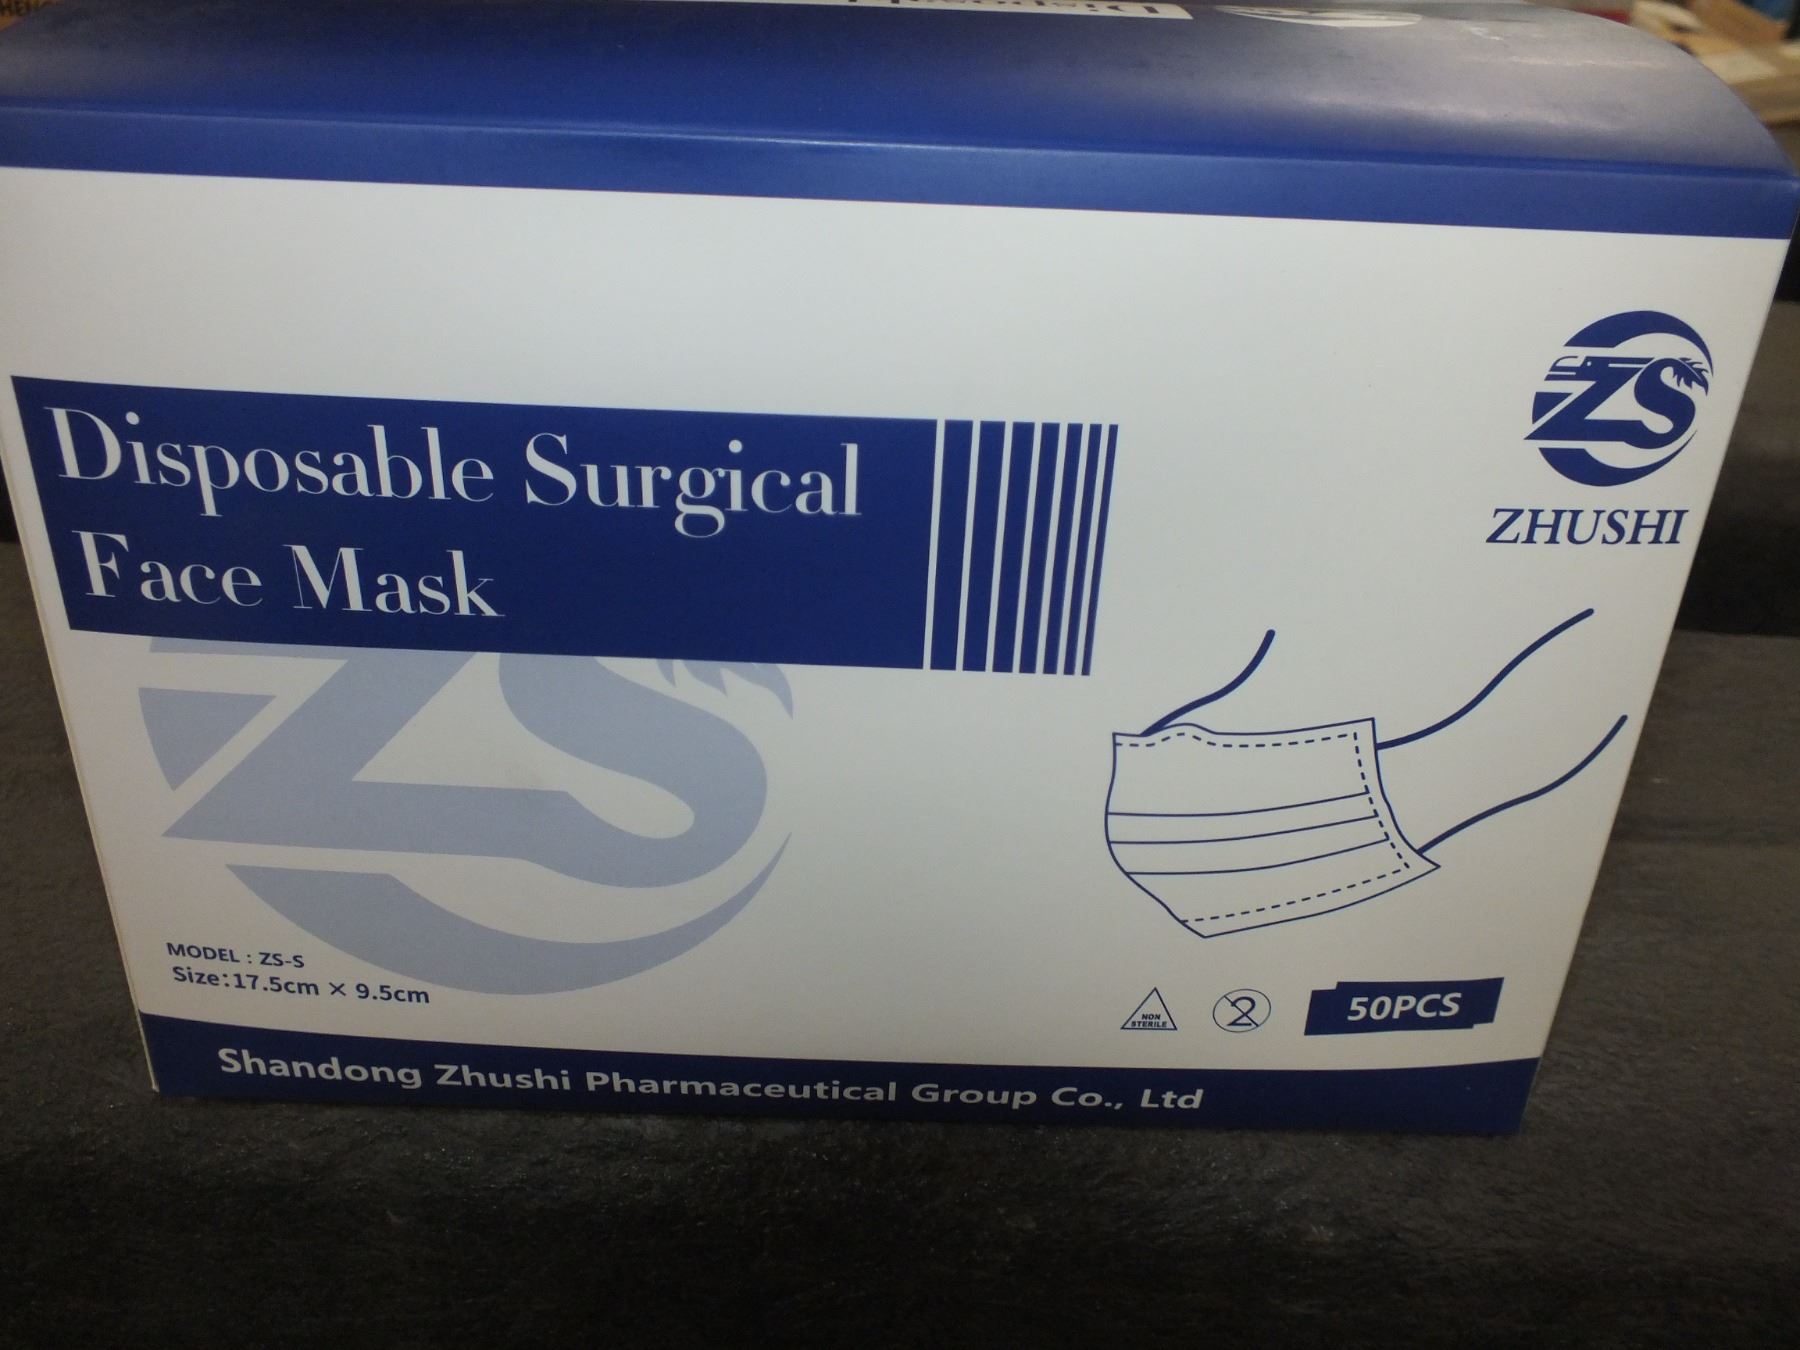 Disposable Surgical
Face Mask
ZS
ZHUSHI
MODEL : ZS-S
Size:17.5cm × 9.5cm
NON
STERILE
2
50PCS
Shandong Zhushi Pharmaceutical Group Co., Ltd